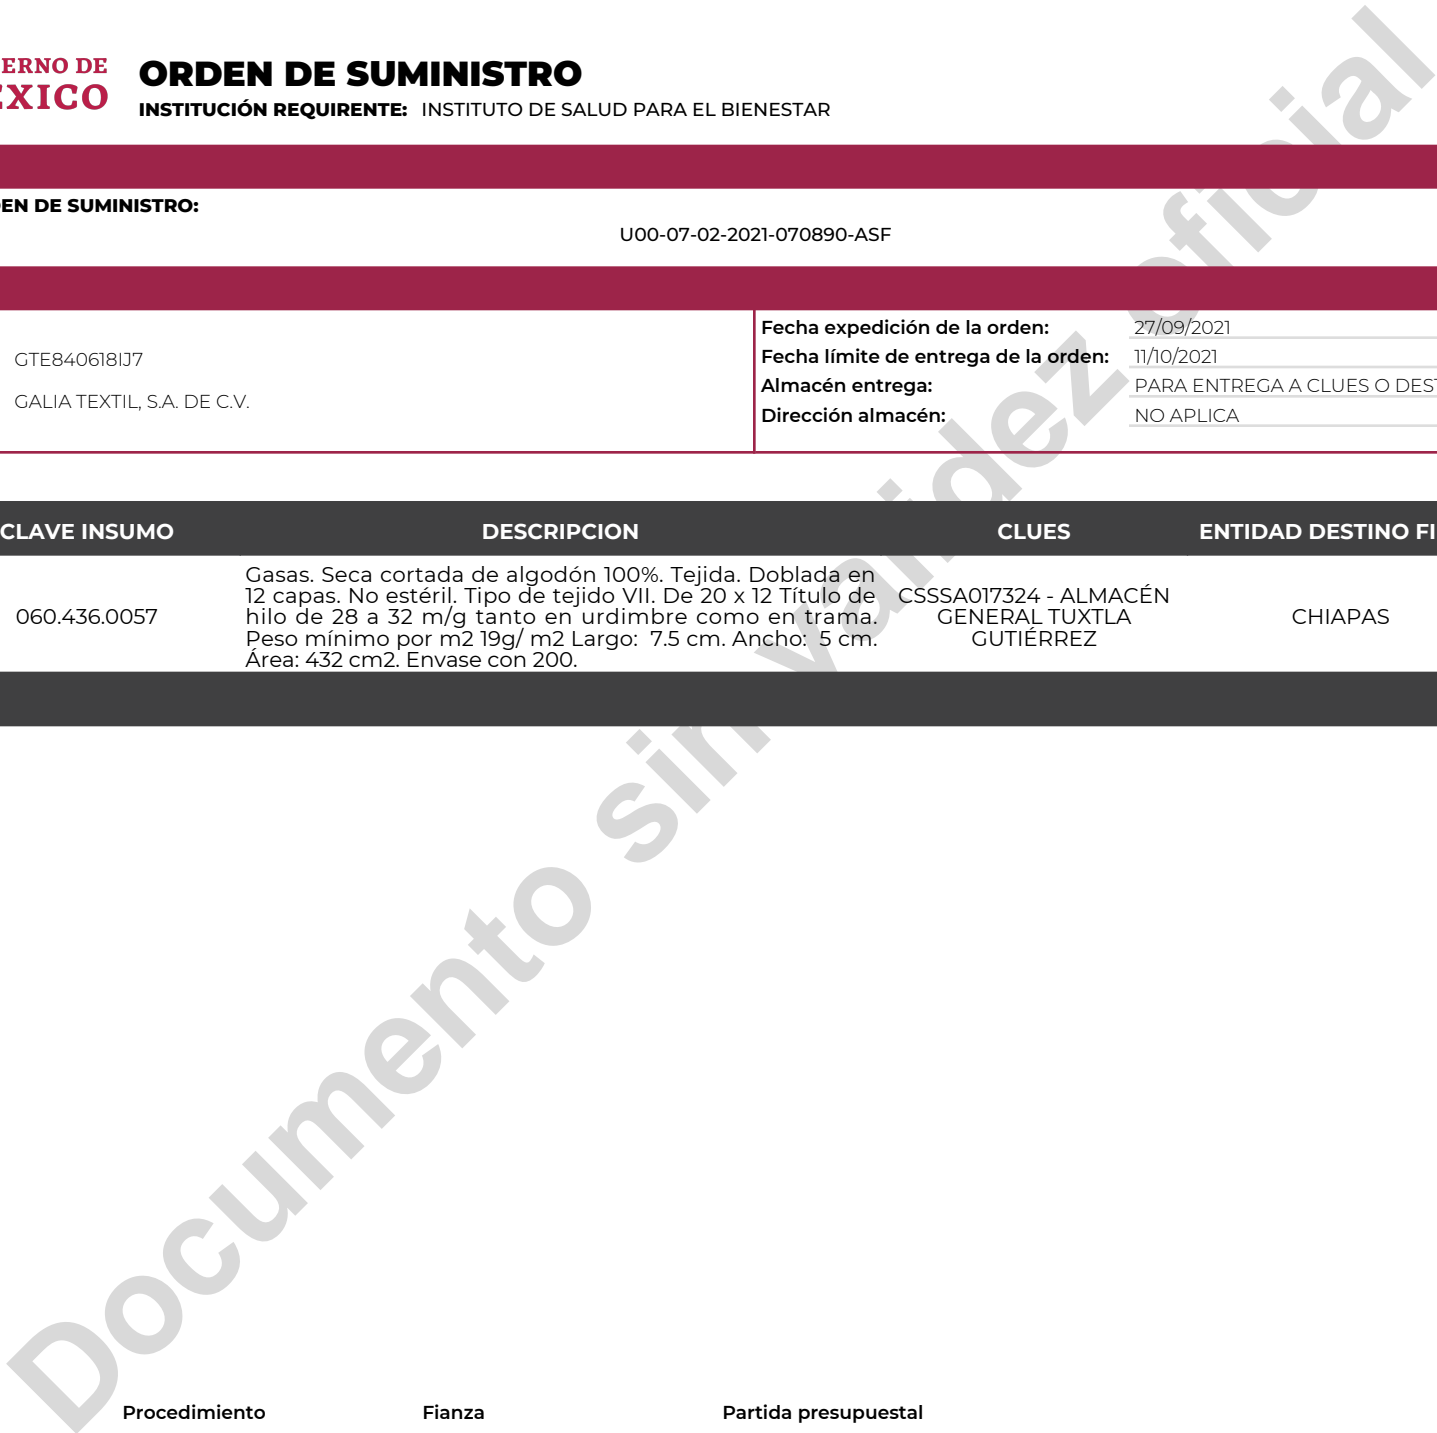 ERNO DE
EXICO
ORDEN DE SUMINISTRO
INSTITUCIÓN REQUIRENTE: INSTITUTO DE SALUD PARA EL BIENESTAR
EN DE SUMINISTRO:
U00-07-02-2021-070890-ASF
GTE840618IJ7
GALIA TEXTIL, S.A. DE C.V.
Fecha expedición de la orden: 27/09/2021
Fecha límite de entrega de la orden: 11/10/2021
Almacén entrega: PARA ENTREGA A CLUES O DEST
Dirección almacén: NO APLICA
CLAVE INSUMO DESCRIPCION CLUES ENTIDAD DESTINO FI
060.436.0057
Gasas. Seca cortada de algodón 100%. Tejida. Doblada en
12 capas. No estéril. Tipo de tejido VII. De 20 x 12 Título de
hilo de 28 a 32 m/g tanto en urdimbre como en trama.
Peso mínimo por m2 19g/ m2 Largo: 7.5 cm. Ancho: 5 cm.
Área: 432 cm2. Envase con 200.
CSSSA017324 - ALMACÉN
GENERAL TUXTLA
GUTIÉRREZ
CHIAPAS
Documento sin validez oficial
Procedimiento Fianza Partida presupuestal